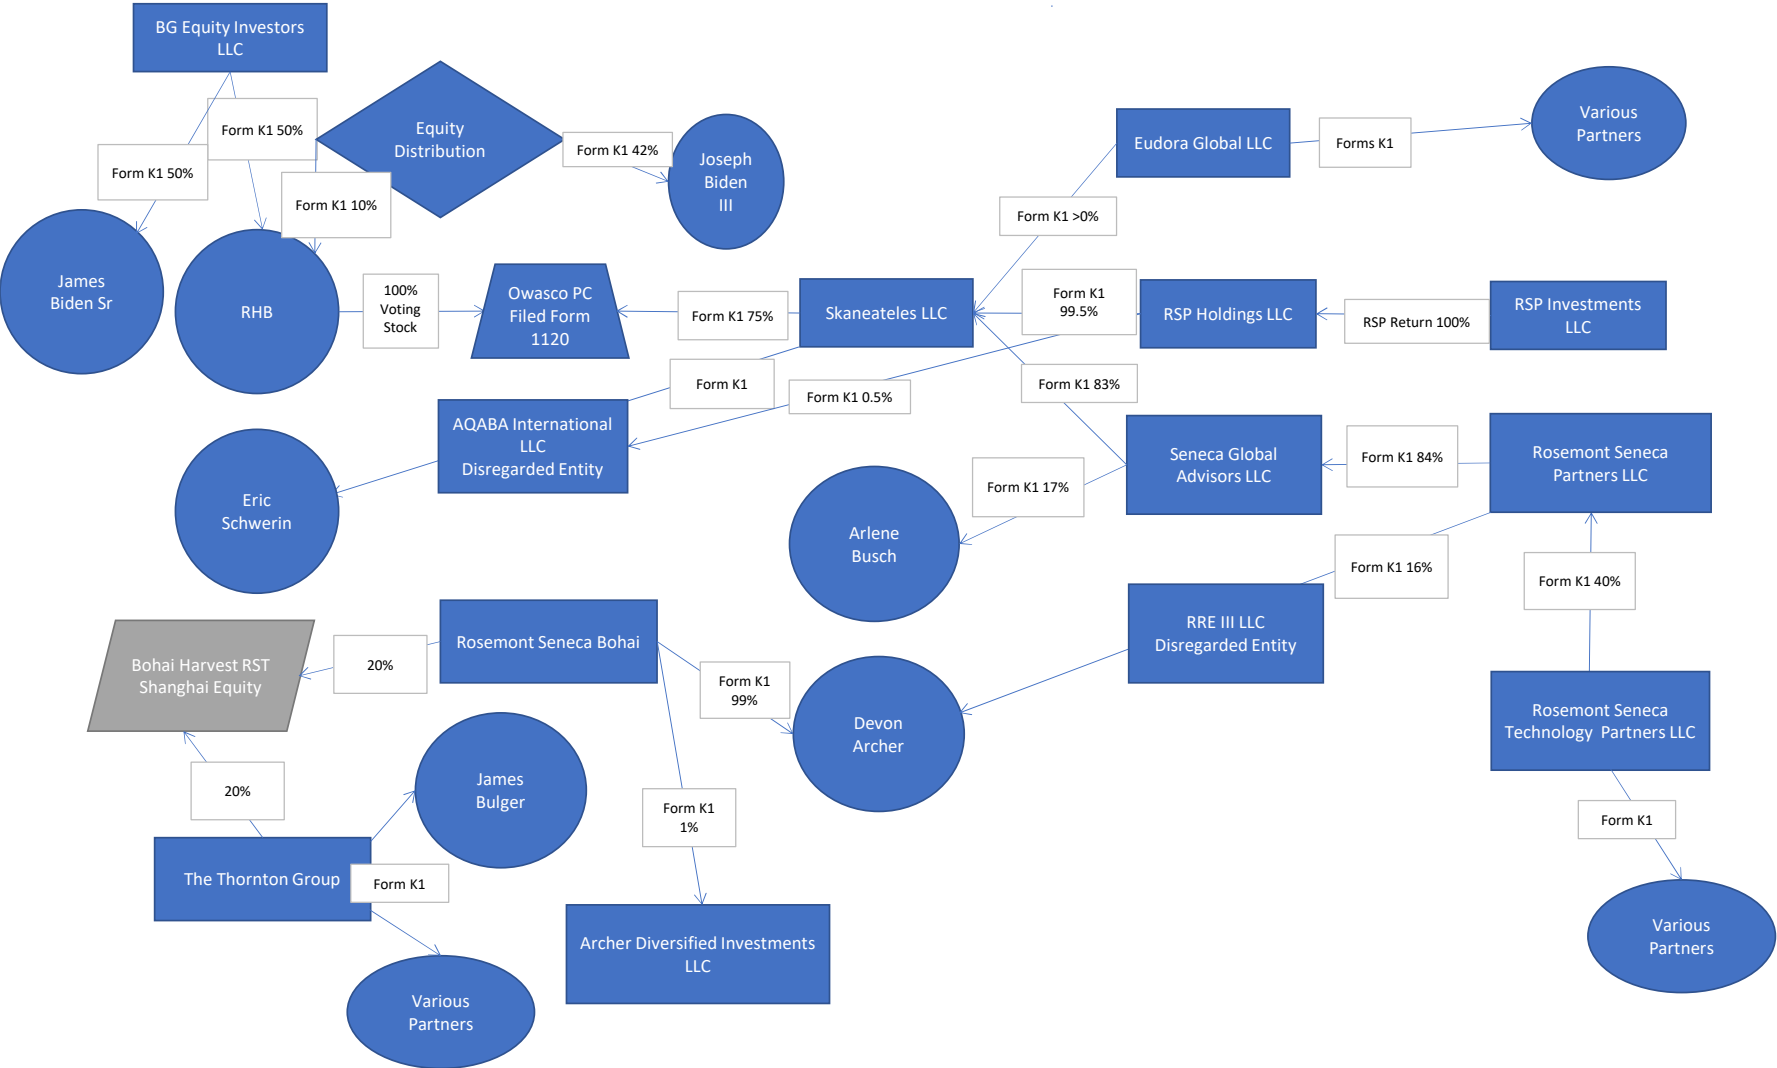 BG Equity Investors
LLC
Form K1 50%
Form K1 50%
Equity
Distribution
Form K1 42%
Joseph
Biden
III
Form K1 10%
James
Biden Sr
RHB
100%
Voting
Stock
Owasco PC
Filed Form
1120
Form K1 75%
Skaneateles LLC
Eudora Global LLC
Forms K1
Various
Partners
Form K1 >0%
Form K1
99.5%
RSP Holdings LLC
RSP Return 100%
RSP Investments
LLC
Form K1
Form K1 0.5%
Form K1 83%
AQABA International
LLC
Disregarded Entity
Eric
Schwerin
Arlene
Busch
Form K1 17%
Seneca Global
Advisors LLC
Form K1 84%
Rosemont Seneca
Partners LLC
Form K1 16%
Form K1 40%
RRE III LLC
Disregarded Entity
Rosemont Seneca
Technology Partners LLC
Form K1
Various
Partners
Bohai Harvest RST
Shanghai Equity
20%
Rosemont Seneca Bohai
Form K1
99%
Devon
Archer
20%
James
Bulger
Form K1
1%
The Thornton Group
Form K1
Archer Diversified Investments
LLC
Various
Partners